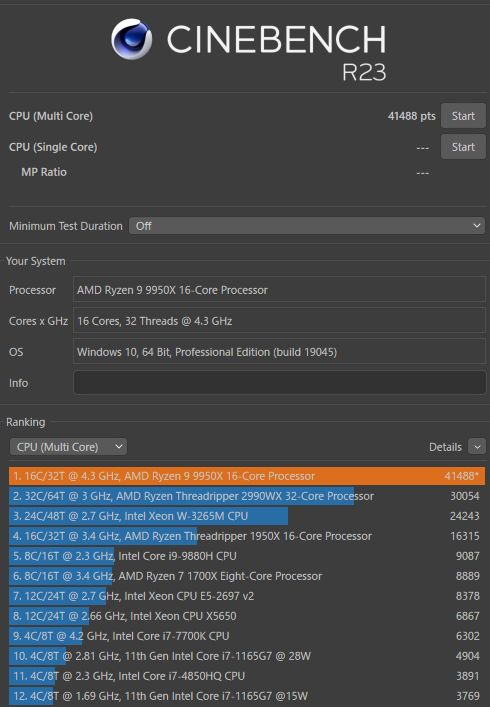 CINEBENCH
R23
CPU (Multi Core) 41488 pts Start
CPU (Single Core) --- Start
MP Ratio ---
Minimum Test Duration Off
Your System
Processor AMD Ryzen 9 9950X 16-Core Processor
Cores x GHz 16 Cores, 32 Threads @ 4.3 GHz
OS Windows 10, 64 Bit, Professional Edition (build 19045)
Info
Ranking
CPU (Multi Core) Details
1. 16C/32T @ 4.3 GHz, AMD Ryzen 9 9950X 16-Core Processor 41488*
2. 32C/64T @ 3 GHz, AMD Ryzen Threadripper 2990WX 32-Core Processor 30054
3. 24C/48T @ 2.7 GHz, Intel Xeon W-3265M CPU 24243
4. 16C/32T @ 3.4 GHz, AMD Ryzen Threadripper 1950X 16-Core Processor 16315
5. 8C/16T @ 2.3 GHz, Intel Core i9-9880H CPU 9087
6. 8C/16T @ 3.4 GHz, AMD Ryzen 7 1700X Eight-Core Processor 8889
7. 12C/24T @ 2.7 GHz, Intel Xeon CPU E5-2697 v2 8378
8. 12C/24T @ 2.66 GHz, Intel Xeon CPU X5650 6867
9. 4C/8T @ 4.2 GHz, Intel Core i7-7700K CPU 6302
10. 4C/8T @ 2.81 GHz, 11th Gen Intel Core i7-1165G7 @ 28W 4904
11. 4C/8T @ 2.3 GHz, Intel Core i7-4850HQ CPU 3891
12. 4C/8T @ 1.69 GHz, 11th Gen Intel Core i7-1165G7 @15W 3769